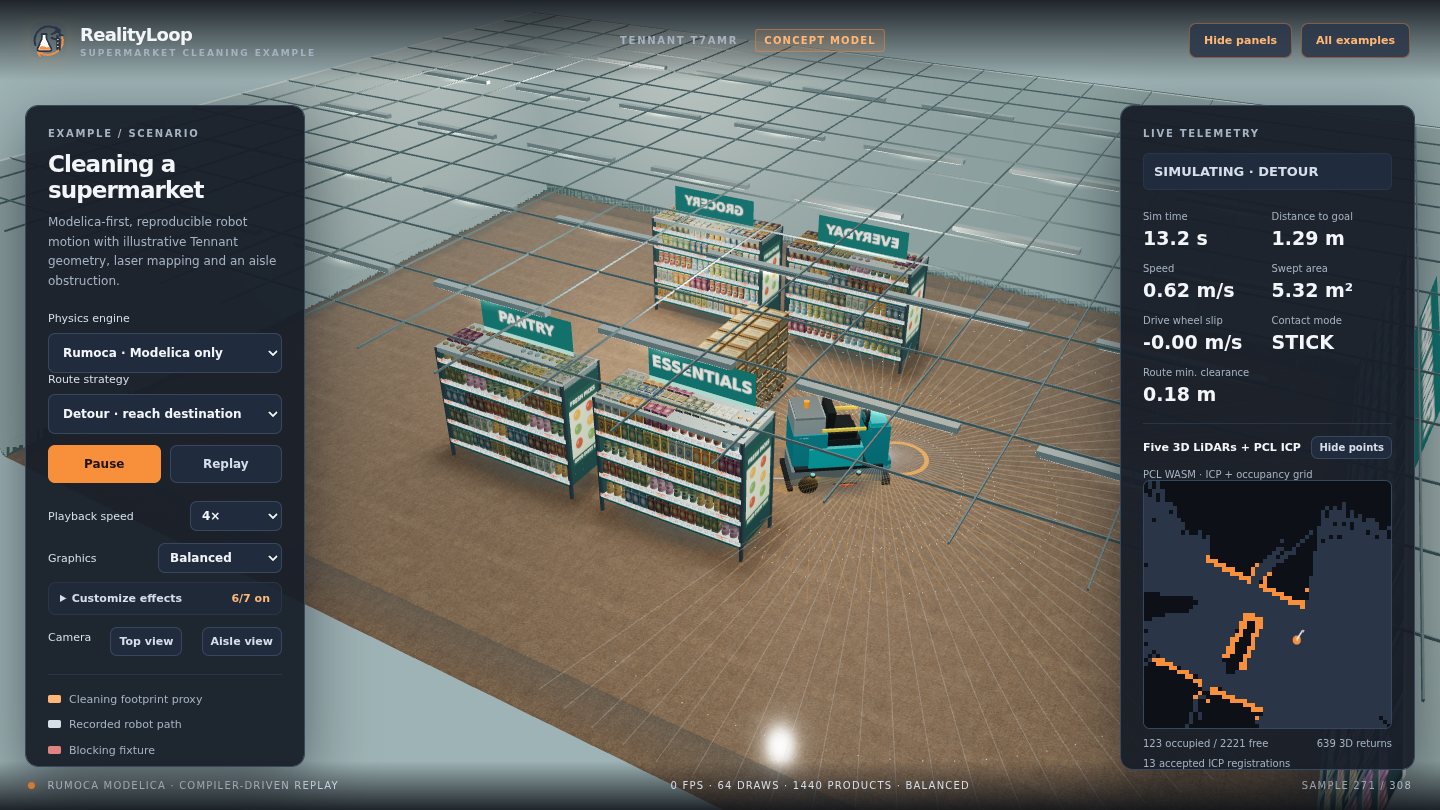 RealityLoop
SUPERMARKET CLEANING EXAMPLE
TENNANT T7AMR
CONCEPT MODEL
Hide panels
All examples
EXAMPLE / SCENARIO
Cleaning a
supermarket
Modelica-first, reproducible robot
motion with illustrative Tennant
geometry, laser mapping and an aisle
obstruction.
Physics engine
Rumoca · Modelica only
Route strategy
Detour · reach destination
Pause
Replay
Playback speed
4×
Graphics
Balanced
Customize effects
6/7 on
Camera
Top view
Aisle view
Cleaning footprint proxy
Recorded robot path
Blocking fixture
GROCERY
EVERYDAY
PANTRY
ESSENTIALS
FRESH PICKS
LIVE TELEMETRY
SIMULATING · DETOUR
Sim time
Distance to goal
13.2 s
1.29 m
Speed
Swept area
0.62 m/s
5.32 m²
Drive wheel slip
Contact mode
-0.00 m/s
STICK
Route min. clearance
0.18 m
Five 3D LiDARs + PCL ICP
Hide points
PCL WASM · ICP + occupancy grid
123 occupied / 2221 free
639 3D returns
13 accepted ICP registrations
RUMOCA MODELICA · COMPILER-DRIVEN REPLAY
0 FPS · 64 DRAWS · 1440 PRODUCTS · BALANCED
SAMPLE 271 / 308